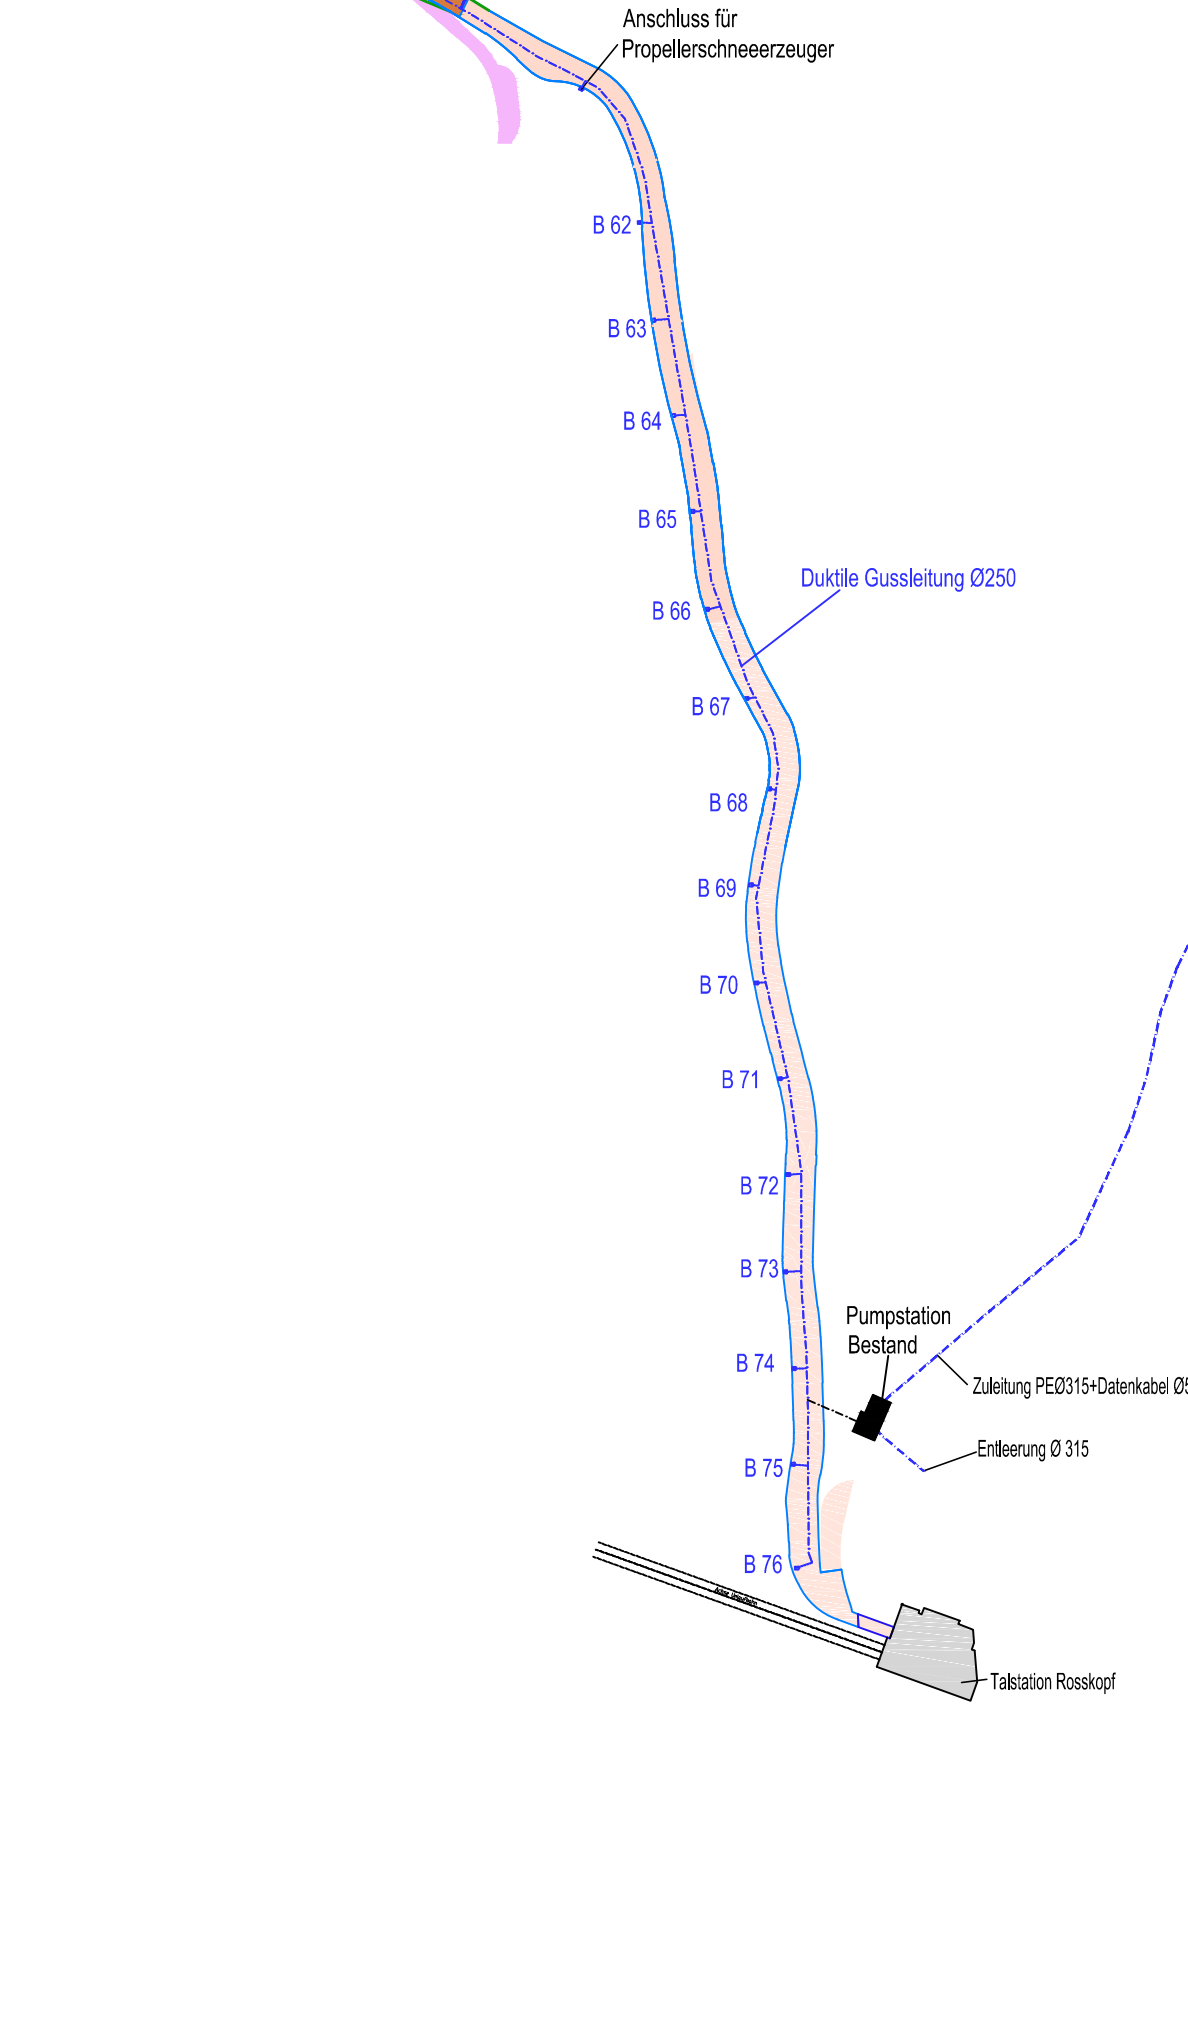 Anschluss für
Propellerschneeerzeuger
B 62
B 63
B 64
B 65
Duktile Gussleitung Ø250
B 66
B 67
B 68
B 69
B 70
B 71
B 72
B 73
Pumpstation
Bestand
B 74
Zuleitung PEØ315+Datenkabel Ø5
Entleerung Ø 315
B 75
B 76
Talstation Rosskopf